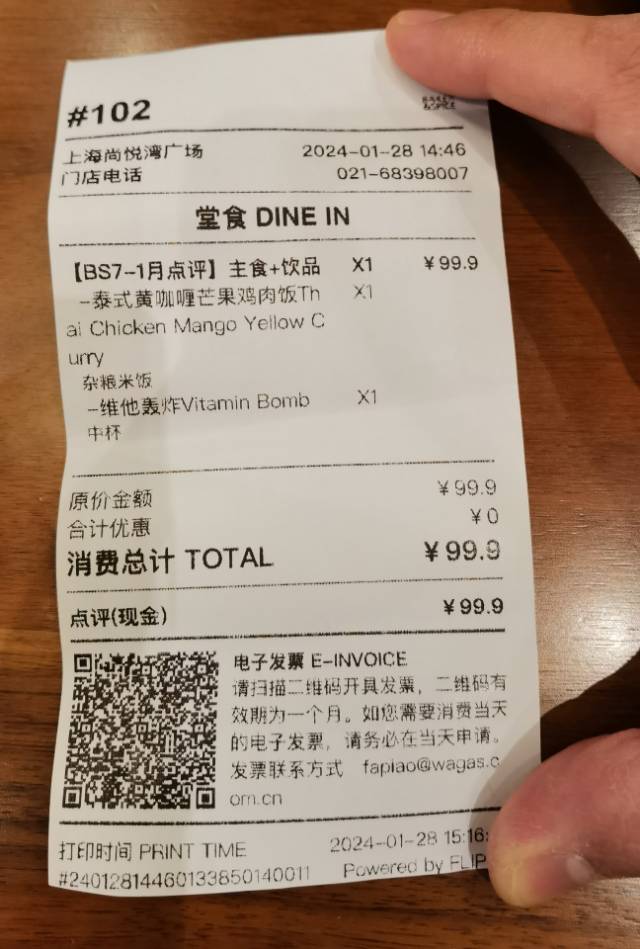 #102
BAKER
&SPICE
上海尚悦湾广场 2024-01-28 14:46
门店电话 021-68398007
堂食 DINE IN
【BS7-1月点评】主食+饮品 X1 ￥99.9
-泰式黄咖喱芒果鸡肉饭Th X1
ai Chicken Mango Yellow C
urry
杂粮米饭
-维他轰炸Vitamin Bomb X1
中杯
原价金额 ￥99.9
合计优惠 ￥0
消费总计 TOTAL ￥99.9
点评(现金) ￥99.9
电子发票 E-INVOICE
请扫描二维码开具发票，二维码有
效期为一个月。如您需要消费当天
的电子发票，请务必在当天申请。
发票联系方式 fapiao@wagas.c
om.cn
打印时间 PRINT TIME 2024-01-28 15:16:
#24012814460133850140011 Powered by FLIP